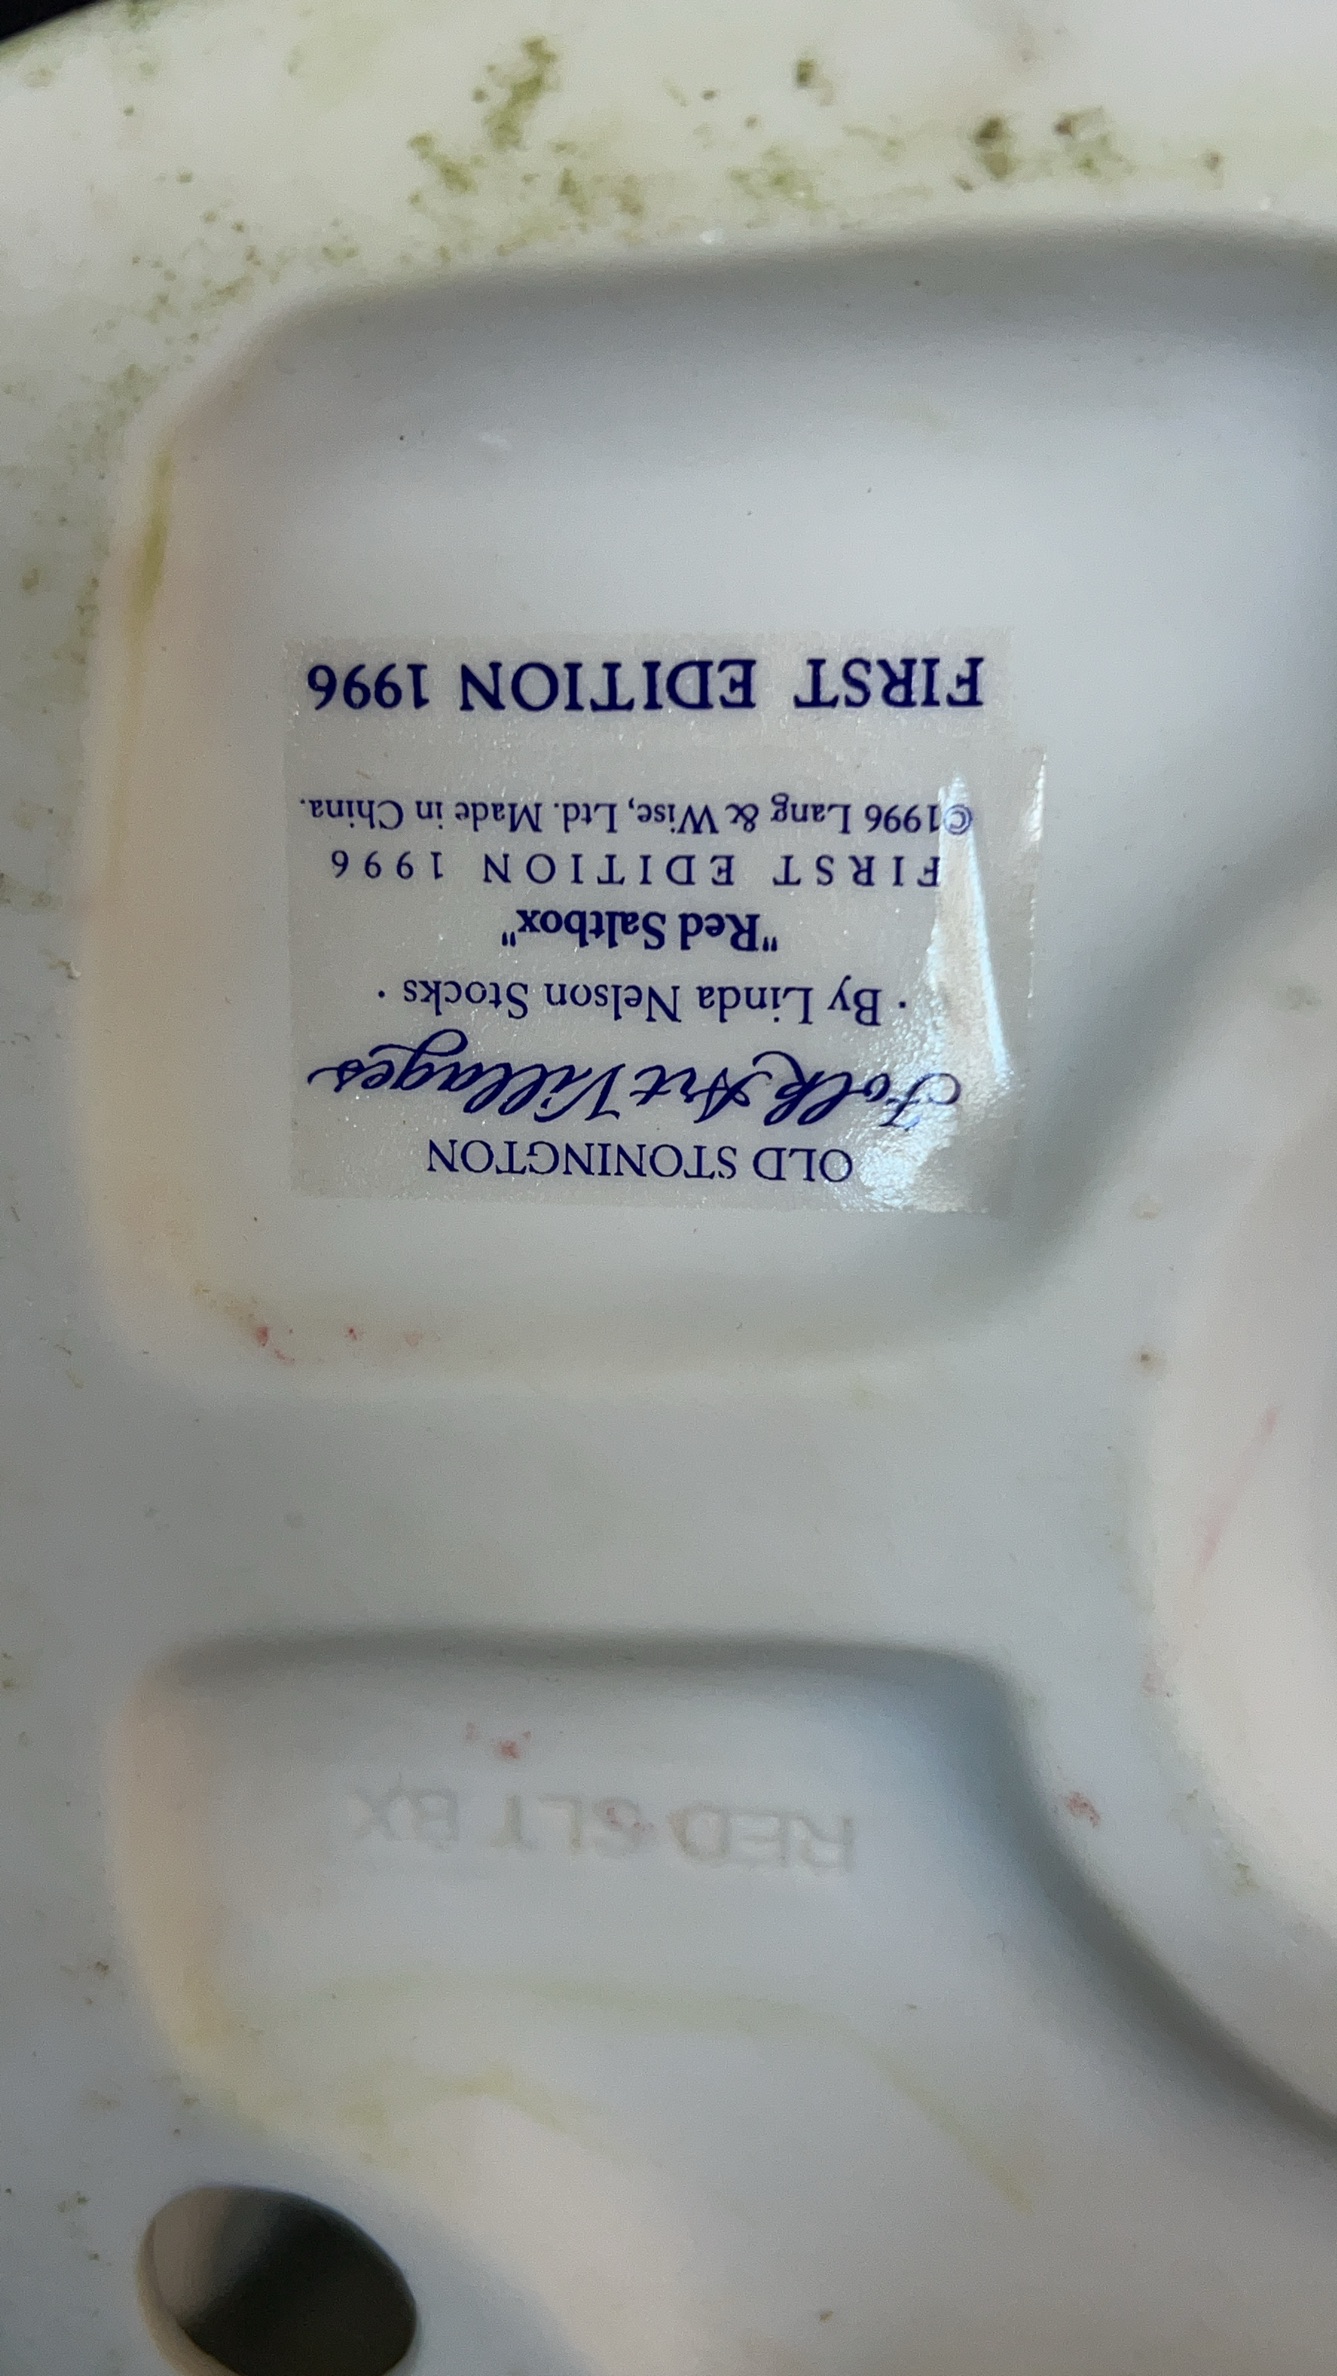 OLD STONINGTON
Folk Art Villages
· By Linda Nelson Stocks ·
"Red Saltbox"
FIRST EDITION 1996
©1996 Lang & Wise, Ltd. Made in China.
FIRST EDITION 1996
RED SLT BX